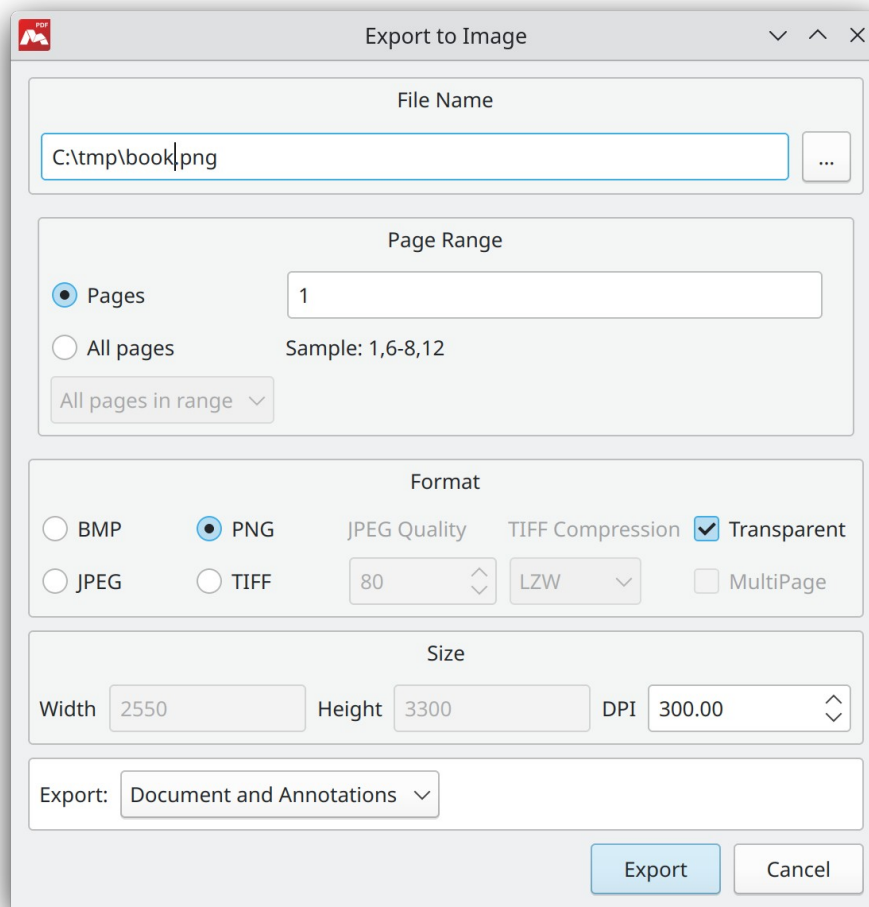 PDF
Export to Image
File Name
C:\tmp\book.png
...
Page Range
Pages
1
All pages
Sample: 1,6-8,12
All pages in range
Format
BMP
PNG
JPEG Quality
TIFF Compression
Transparent
JPEG
TIFF
80
LZW
MultiPage
Size
Width
2550
Height
3300
DPI
300.00
Export:
Document and Annotations
Export
Cancel